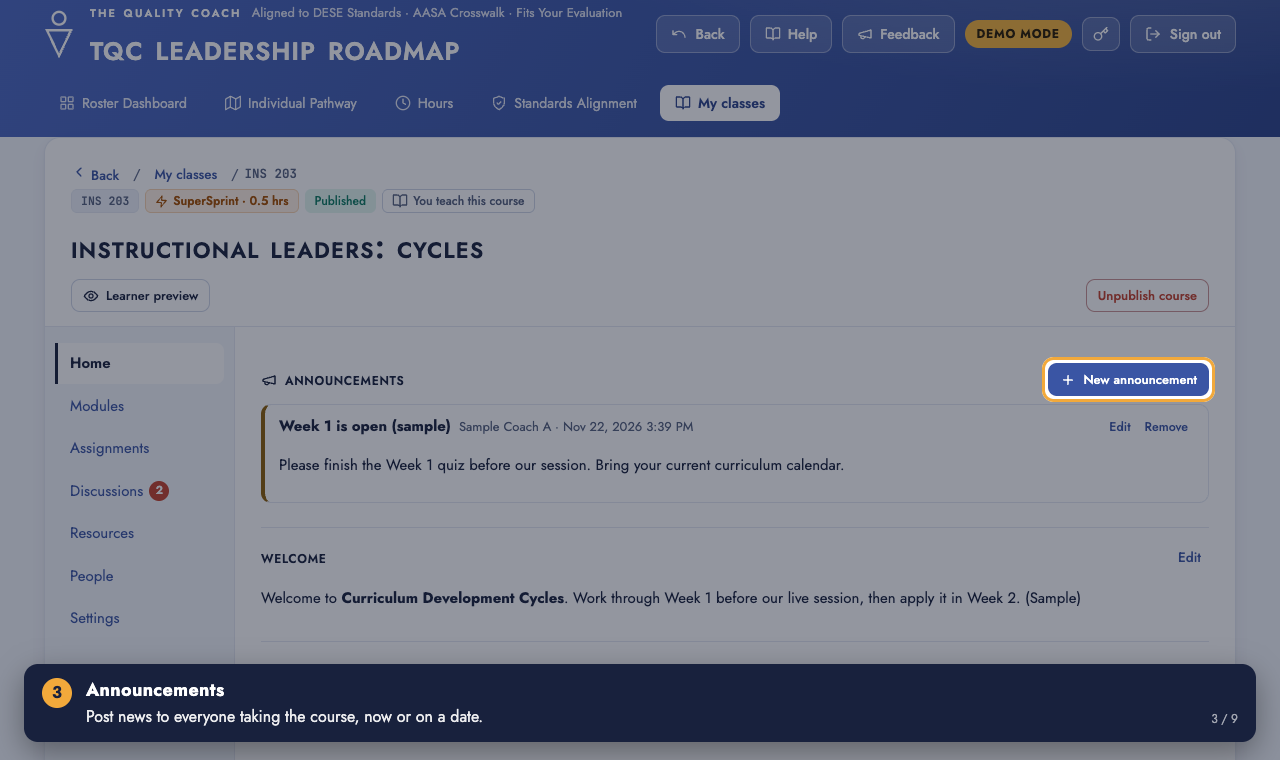 THE QUALITY COACH Aligned to DESE Standards · AASA Crosswalk · Fits Your Evaluation
TQC LEADERSHIP ROADMAP
Back
Help
Feedback
DEMO MODE
Sign out
Roster Dashboard
Individual Pathway
Hours
Standards Alignment
My classes
Back / My classes / INS 203
INS 203
SuperSprint · 0.5 hrs
Published
You teach this course
INSTRUCTIONAL LEADERS: CYCLES
Learner preview
Unpublish course
Home
Modules
Assignments
Discussions 2
Resources
People
Settings
ANNOUNCEMENTS
+ New announcement
Week 1 is open (sample) Sample Coach A · Nov 22, 2026 3:39 PM
Edit Remove
Please finish the Week 1 quiz before our session. Bring your current curriculum calendar.
WELCOME
Edit
Welcome to Curriculum Development Cycles. Work through Week 1 before our live session, then apply it in Week 2. (Sample)
3
Announcements
Post news to everyone taking the course, now or on a date.
3 / 9